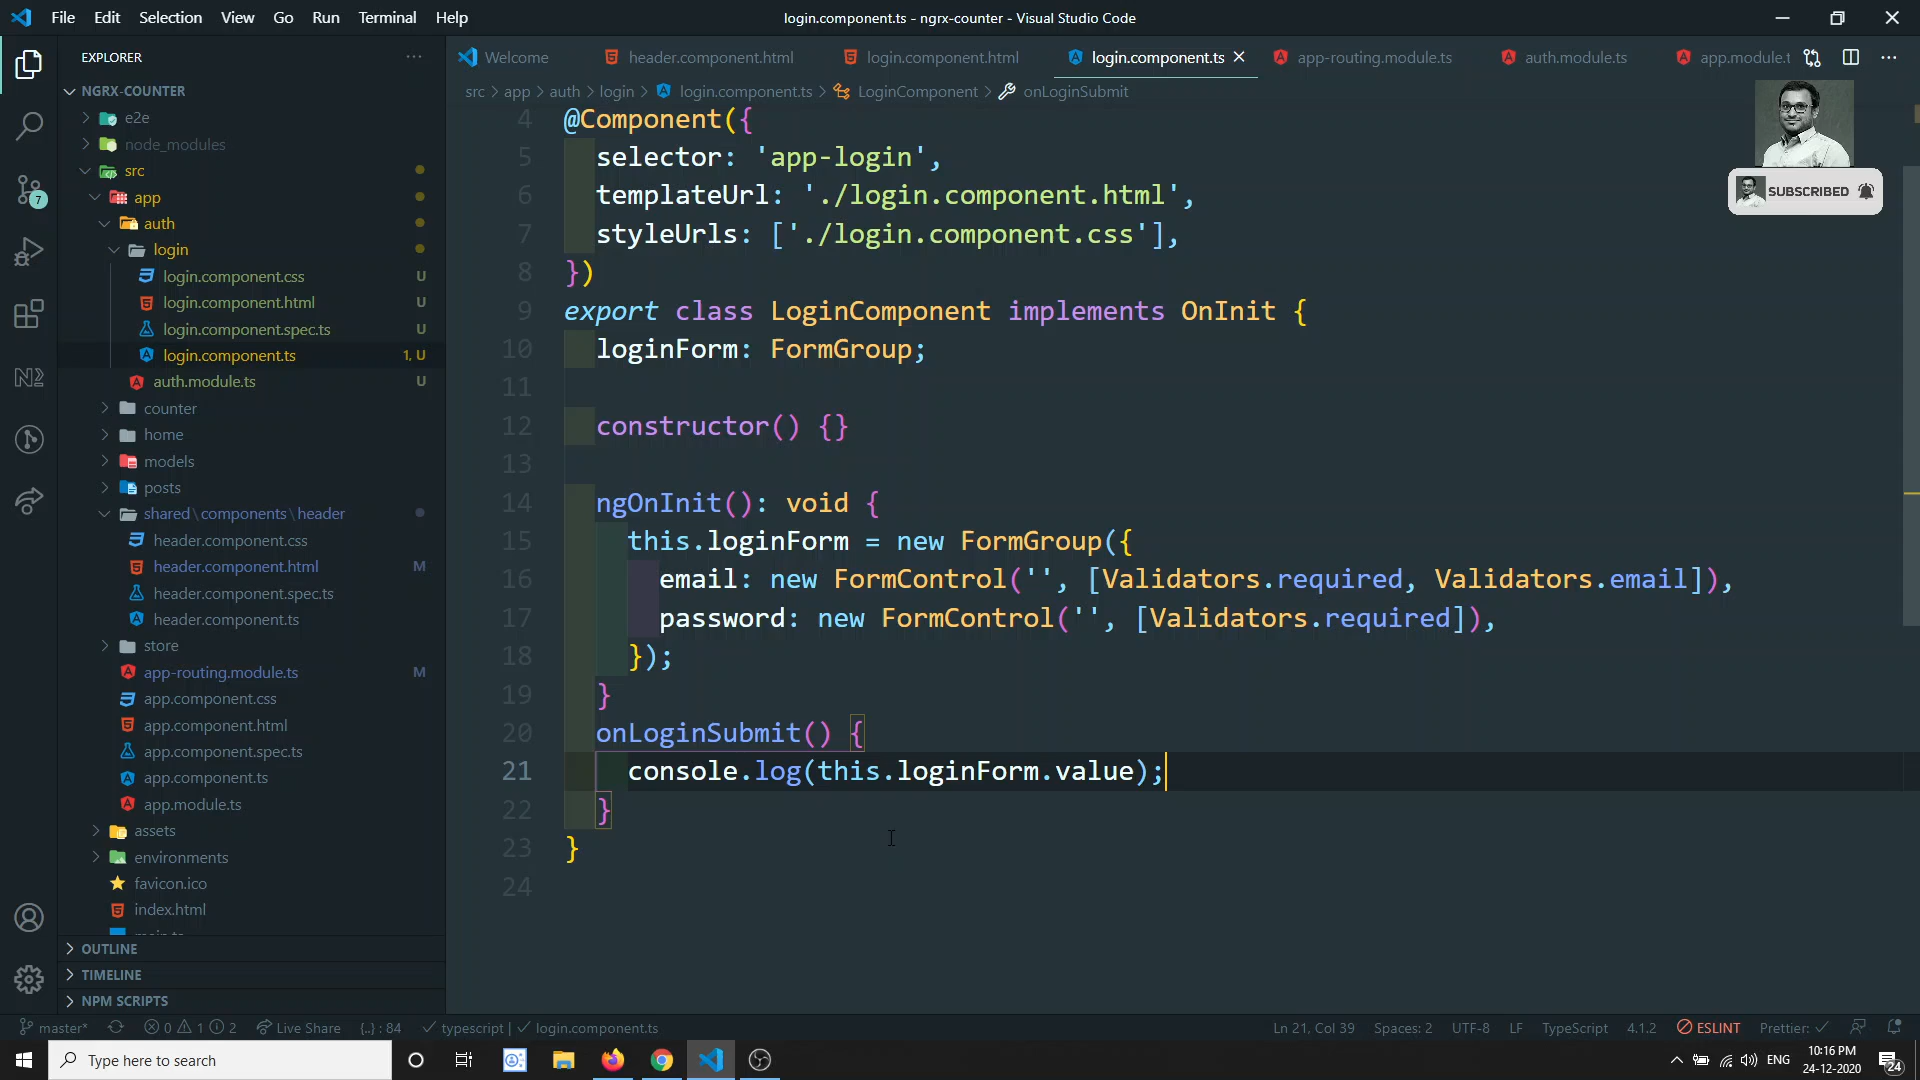 File Edit Selection View Go Run Terminal Help
login.component.ts - ngrx-counter - Visual Studio Code
EXPLORER
NGRX-COUNTER
e2e
node_modules
src
app
auth
login
login.component.css U
login.component.html U
login.component.spec.ts U
login.component.ts 1, U
auth.module.ts U
counter
home
models
posts
shared\components\header
header.component.css
header.component.html M
header.component.spec.ts
header.component.ts
store
app-routing.module.ts M
app.component.css
app.component.html
app.component.spec.ts
app.component.ts
app.module.ts
assets
environments
favicon.ico
index.html
OUTLINE
TIMELINE
NPM SCRIPTS
7
Welcome header.component.html login.component.html login.component.ts app-routing.module.ts auth.module.ts app.module.t
src > app > auth > login > login.component.ts > LoginComponent > onLoginSubmit
SUBSCRIBED
4 @Component({
5 selector: 'app-login',
6 templateUrl: './login.component.html',
7 styleUrls: ['./login.component.css'],
8 })
9 export class LoginComponent implements OnInit {
10 loginForm: FormGroup;
11
12 constructor() {}
13
14 ngOnInit(): void {
15 this.loginForm = new FormGroup({
16 email: new FormControl('', [Validators.required, Validators.email]),
17 password: new FormControl('', [Validators.required]),
18 });
19 }
20 onLoginSubmit() {
21 console.log(this.loginForm.value);
22 }
23 }
24
master* 0 1 2 Live Share {..} : 84 typescript | login.component.ts Ln 21, Col 39 Spaces: 2 UTF-8 LF TypeScript 4.1.2 ESLINT Prettier:
Type here to search
ENG
10:16 PM
24-12-2020
24